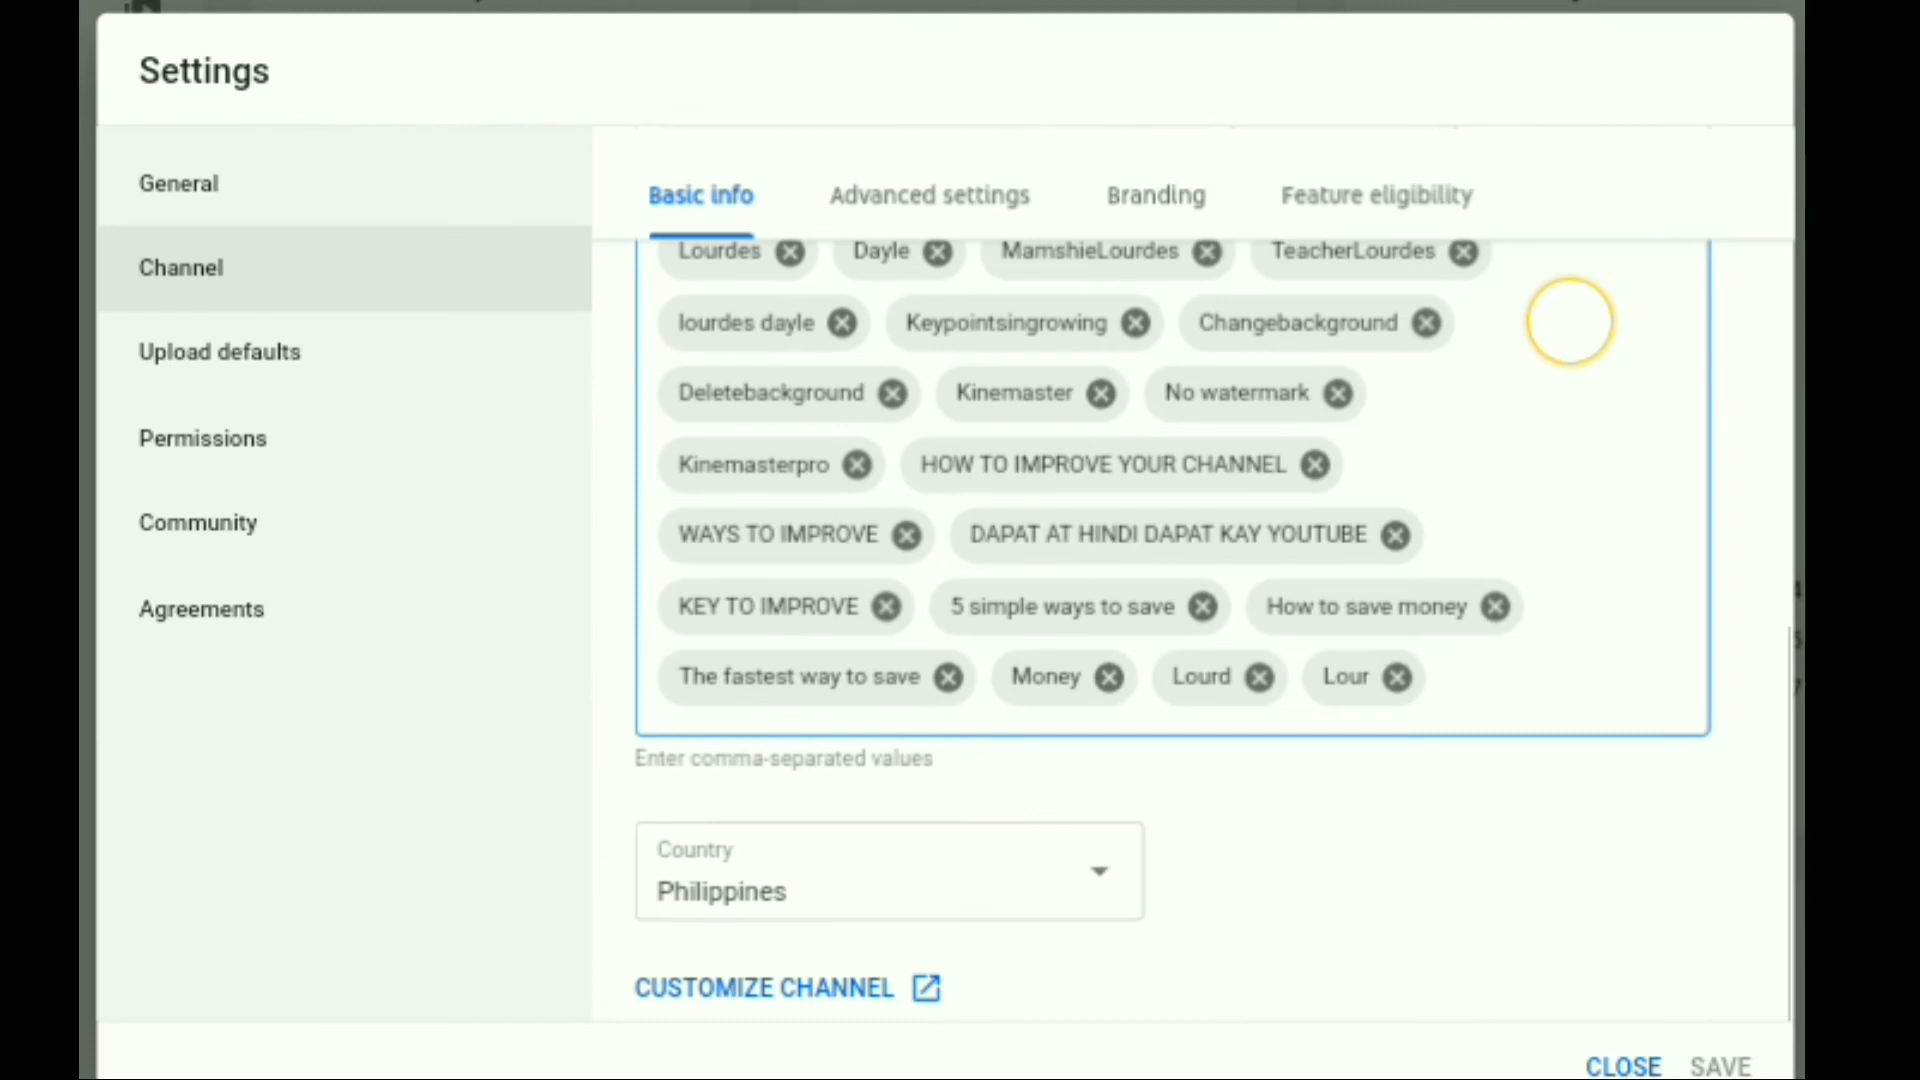 Settings
General
Channel
Upload defaults
Permissions
Community
Agreements
Basic info Advanced settings Branding Feature eligibility
Lourdes Dayle MamshieLourdes TeacherLourdes
lourdes dayle Keypointsingrowing Changebackground
Deletebackground Kinemaster No watermark
Kinemasterpro HOW TO IMPROVE YOUR CHANNEL
WAYS TO IMPROVE DAPAT AT HINDI DAPAT KAY YOUTUBE
KEY TO IMPROVE 5 simple ways to save How to save money
The fastest way to save Money Lourd Lour
Enter comma-separated values
Country
Philippines
CUSTOMIZE CHANNEL
CLOSE SAVE